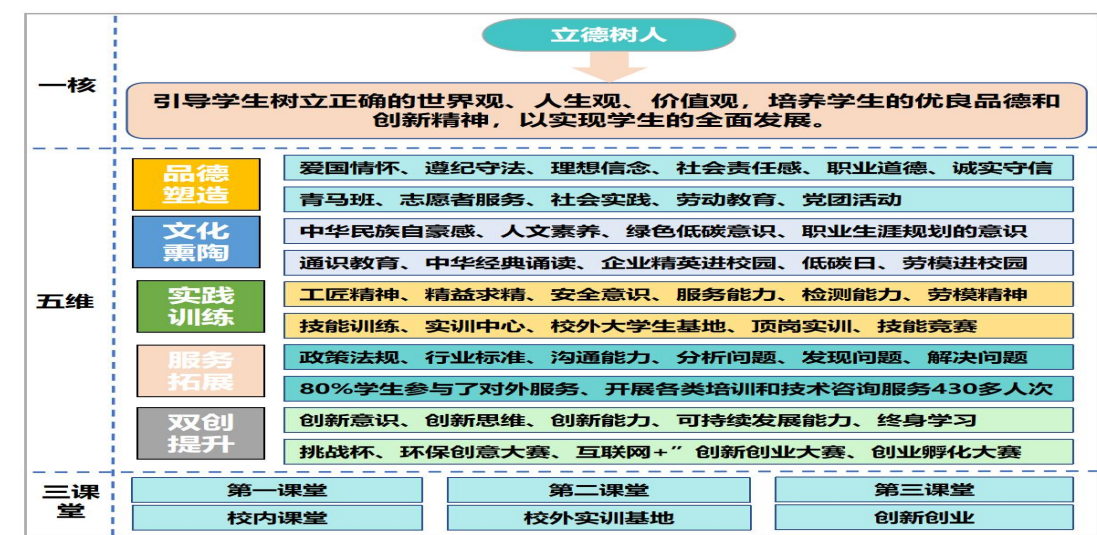 立德树人
一核
引导学生树立正确的世界观、人生观、价值观，培养学生的优良品德和
创新精神，以实现学生的全面发展。
五维
品德
塑造
爱国情怀、遵纪守法、理想信念、社会责任感、职业道德、诚实守信
青马班、志愿者服务、社会实践、劳动教育、党团活动
文化
熏陶
中华民族自豪感、人文素养、绿色低碳意识、职业生涯规划的意识
通识教育、中华经典诵读、企业精英进校园、低碳日、劳模进校园
实践
训练
工匠精神、精益求精、安全意识、服务能力、检测能力、劳模精神
技能训练、实训中心、校外大学生基地、顶岗实训、技能竞赛
服务
拓展
政策法规、行业标准、沟通能力、分析问题、发现问题、解决问题
80%学生参与了对外服务、开展各类培训和技术咨询服务430多人次
双创
提升
创新意识、创新思维、创新能力、可持续发展能力、终身学习
挑战杯、环保创意大赛、互联网+”创新创业大赛、创业孵化大赛
三课
堂
第一课堂
第二课堂
第三课堂
校内课堂
校外实训基地
创新创业